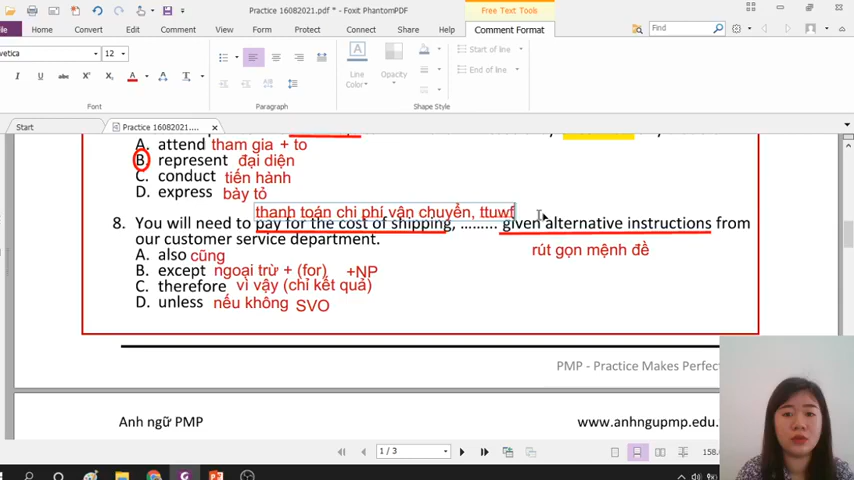 Practice 16082021.pdf * - Foxit PhantomPDF
Free Text Tools
Home
Convert
Edit
Comment
View
Form
Protect
Connect
Share
Help
Comment Format
Find
12
Font
Paragraph
Line Color
Opacity
Start of line
End of line
Shape Style
Start
Practice 16082021....
A. attend tham gia + to
B. represent đại diện
C. conduct tiến hành
D. express bày tỏ
thanh toán chi phí vận chuyển, ttuwf
8. You will need to pay for the cost of shipping, ......... given alternative instructions from
our customer service department.
rút gọn mệnh đề
A. also cũng
B. except ngoại trừ + (for) +NP
C. therefore vì vậy (chỉ kết quả)
D. unless nếu không SVO
PMP - Practice Makes Perfec
Anh ngữ PMP
www.anhngupmp.edu.
1 / 3
158.